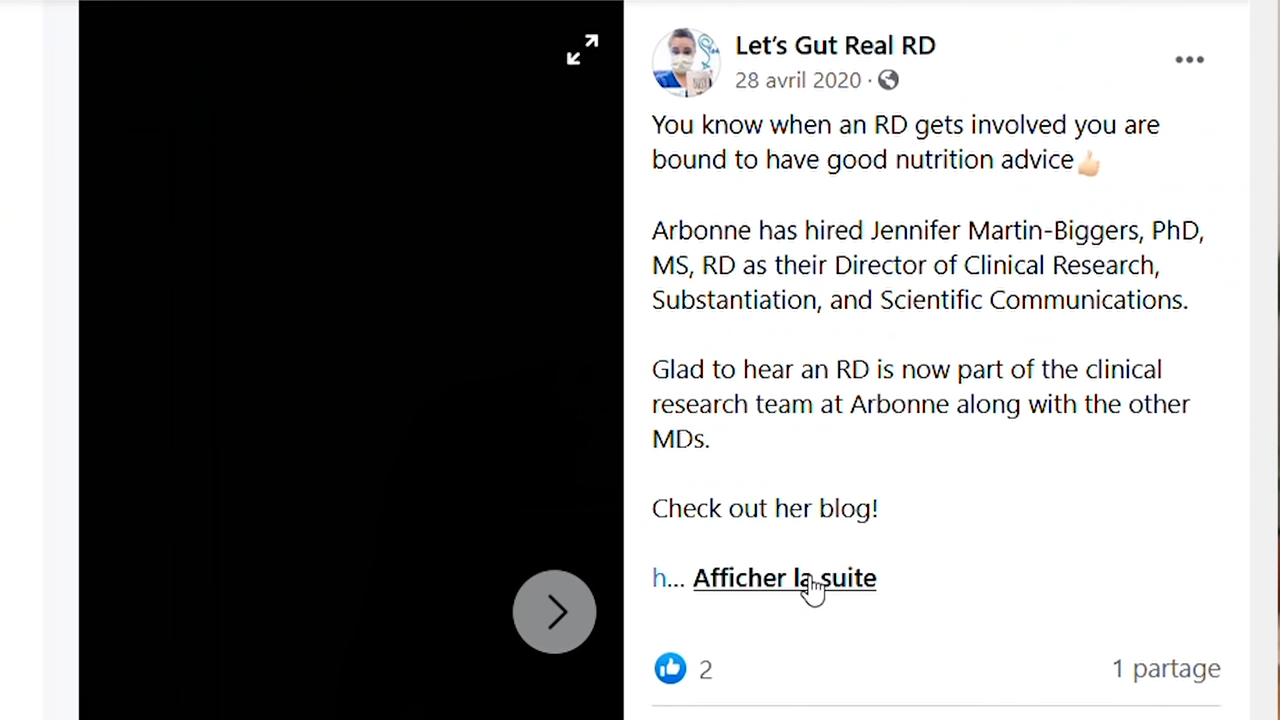 Let's Gut Real RD
28 avril 2020 ·
You know when an RD gets involved you are
bound to have good nutrition advice👍🏻
Arbonne has hired Jennifer Martin-Biggers, PhD,
MS, RD as their Director of Clinical Research,
Substantiation, and Scientific Communications.
Glad to hear an RD is now part of the clinical
research team at Arbonne along with the other
MDs.
Check out her blog!
h... Afficher la suite
2
1 partage